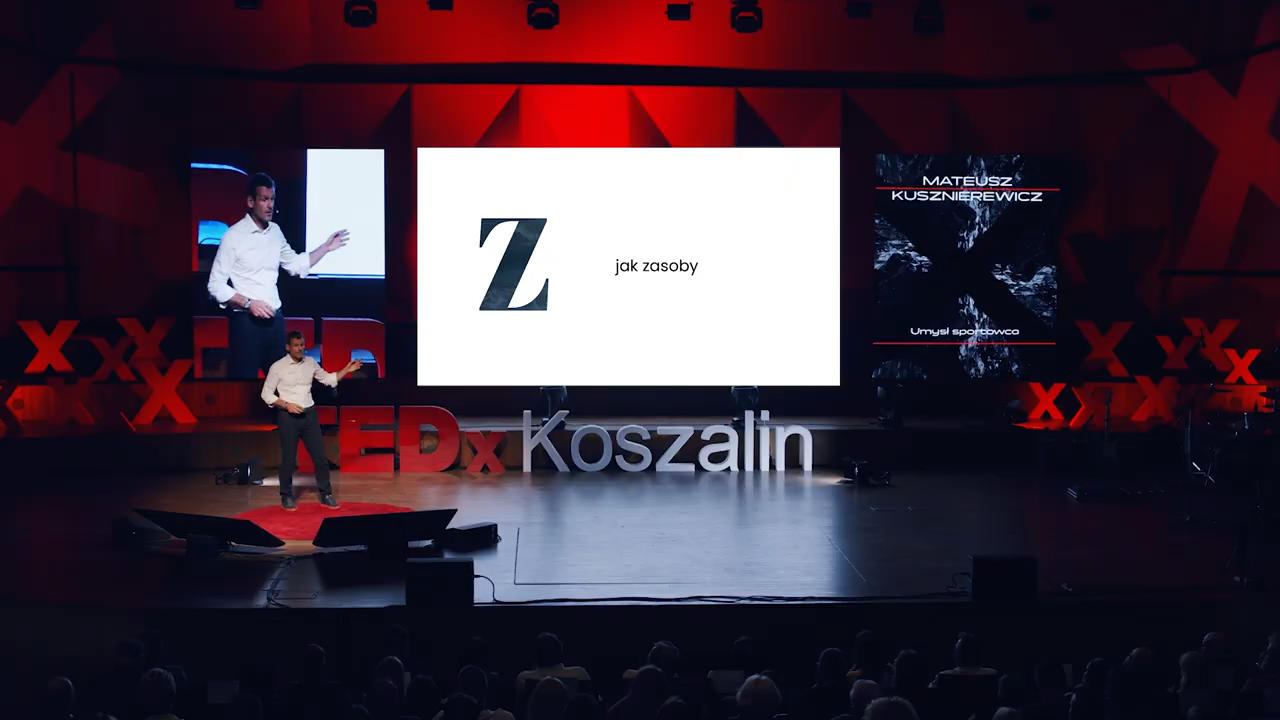 Z
jak zasoby
MATEUSZ
KUSZNIEREWICZ
Umysł sportowca
TEDx Koszalin